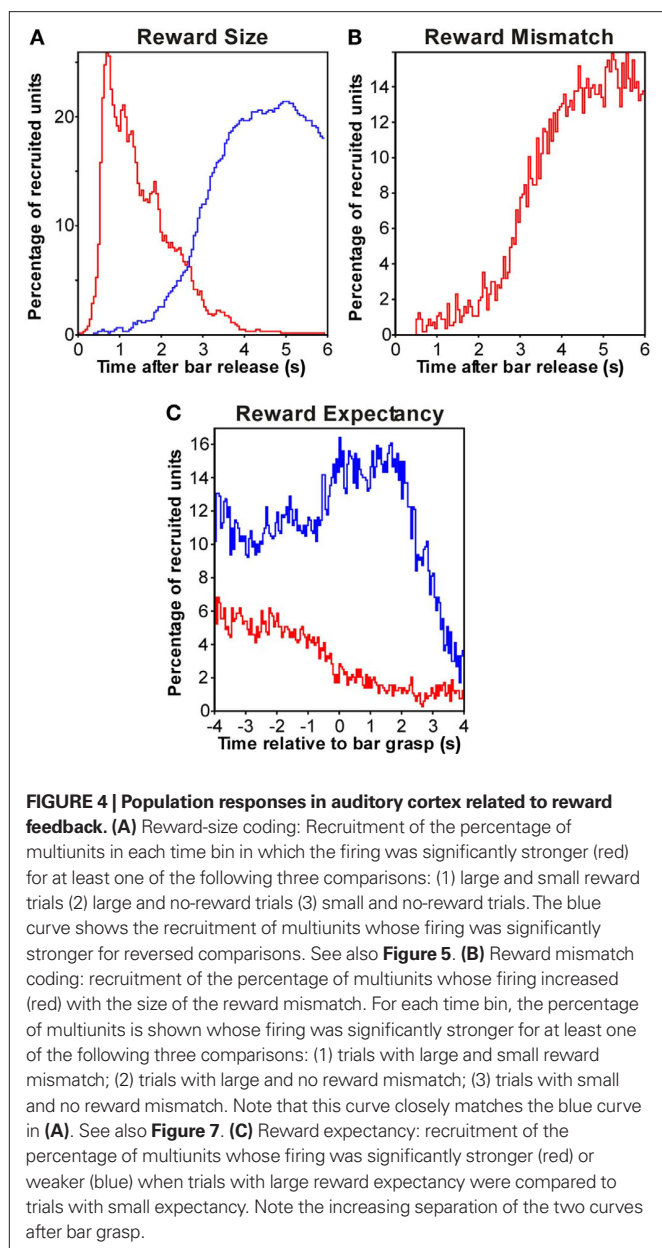 A
Reward Size
Percentage of recruited units
20
10
0
0 1 2 3 4 5 6
Time after bar release (s)
B
Reward Mismatch
Percentage of recruited units
14
12
10
8
6
4
2
0
0 1 2 3 4 5 6
Time after bar release (s)
C
Reward Expectancy
Percentage of recruited units
16
14
12
10
8
6
4
2
0
-4 -3 -2 -1 0 1 2 3 4
Time relative to bar grasp (s)
FIGURE 4 | Population responses in auditory cortex related to reward
feedback. (A) Reward-size coding: Recruitment of the percentage of
multiunits in each time bin in which the firing was significantly stronger (red)
for at least one of the following three comparisons: (1) large and small reward
trials (2) large and no-reward trials (3) small and no-reward trials. The blue
curve shows the recruitment of multiunits whose firing was significantly
stronger for reversed comparisons. See also Figure 5. (B) Reward mismatch
coding: recruitment of the percentage of multiunits whose firing increased
(red) with the size of the reward mismatch. For each time bin, the percentage
of multiunits is shown whose firing was significantly stronger for at least one
of the following three comparisons: (1) trials with large and small reward
mismatch; (2) trials with large and no reward mismatch; (3) trials with small
and no reward mismatch. Note that this curve closely matches the blue curve
in (A). See also Figure 7. (C) Reward expectancy: recruitment of the
percentage of multiunits whose firing was significantly stronger (red) or
weaker (blue) when trials with large reward expectancy were compared to
trials with small expectancy. Note the increasing separation of the two curves
after bar grasp.